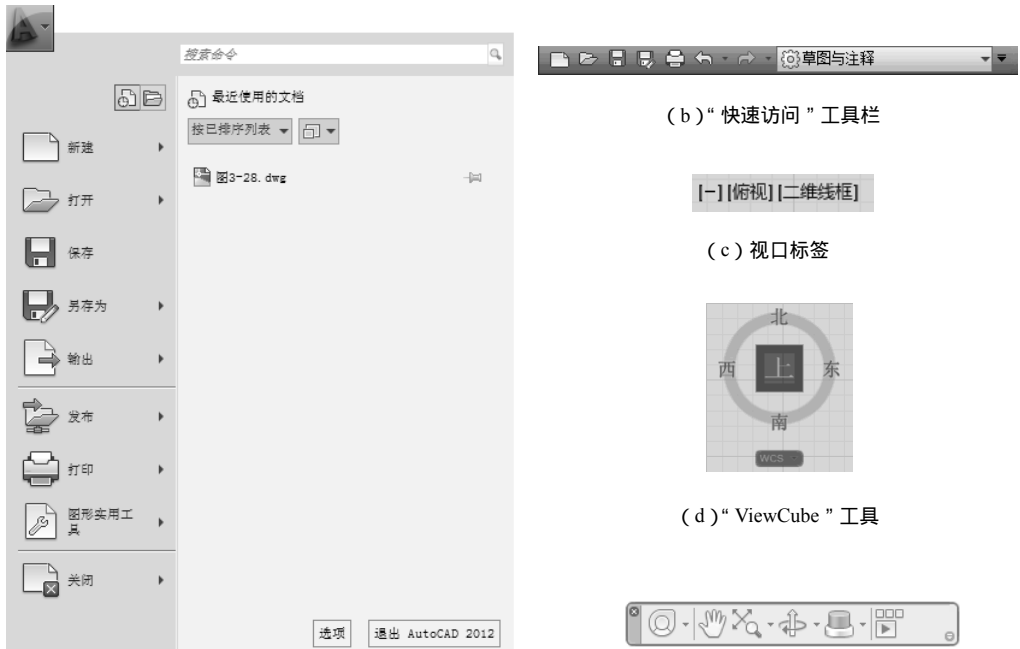 搜索命令
最近使用的文档
按已排序列表
图3-28. dwg
新建
打开
保存
另存为
输出
发布
打印
图形实用工
具
关闭
选项
退出 AutoCAD 2012
草图与注释
（b）“快速访问”工具栏
[-][俯视][二维线框]
（c）视口标签
北
西
上
东
南
WCS
（d）“ViewCube”工具